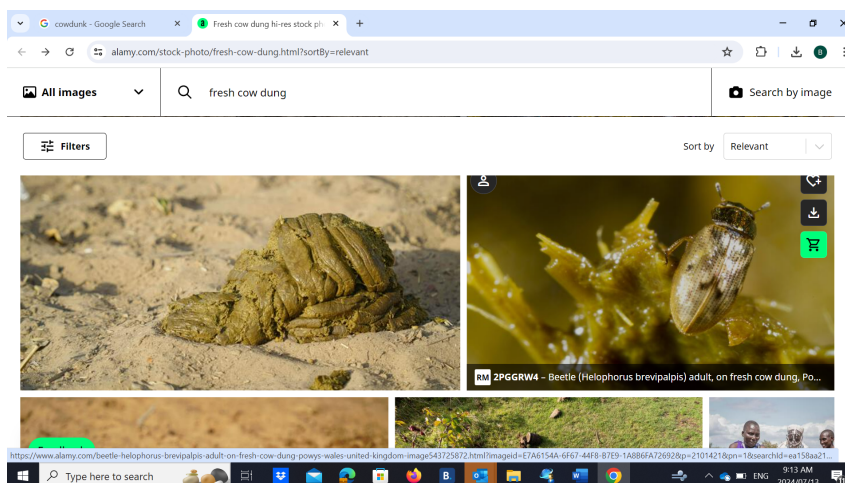 cowdunk - Google Search
Fresh cow dung hi-res stock ph
alamy.com/stock-photo/fresh-cow-dung.html?sortBy=relevant
B
All images
fresh cow dung
Search by image
Filters
Sort by
Relevant
RM 2PGGRW4 – Beetle (Helophorus brevipalpis) adult, on fresh cow dung, Po...
https://www.alamy.com/beetle-helophorus-brevipalpis-adult-on-fresh-cow-dung-powys-wales-united-kingdom-image543725872.html?imageid=E7A6154A-6F67-44F8-B7E9-1A8B6FA72692&p=2101421&pn=1&searchId=ea158aa21...
Type here to search
B
ENG
9:13 AM
2024/07/13